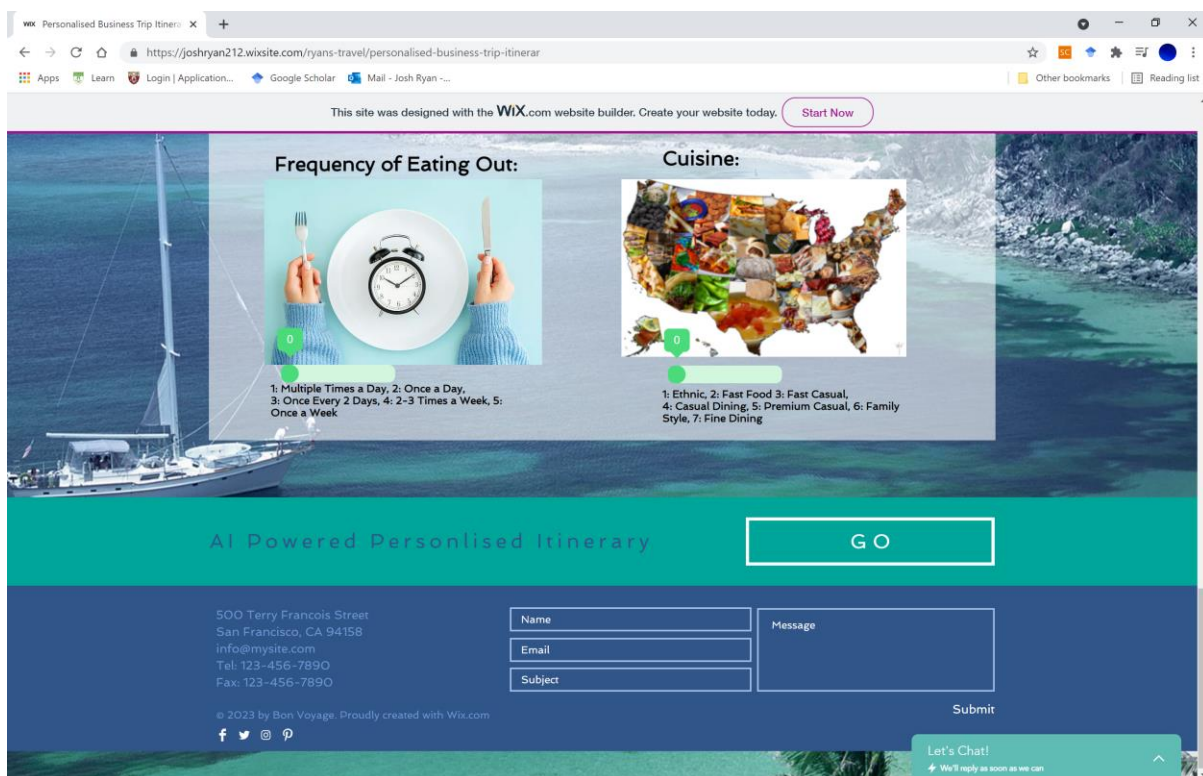 WiX Personalised Business Trip Itinera
https://joshryan212.wixsite.com/ryans-travel/personalised-business-trip-itinerar
SC
Apps Learn Login | Application... Google Scholar Mail - Josh Ryan -... Other bookmarks Reading list
This site was designed with the WiX.com website builder. Create your website today. Start Now
Frequency of Eating Out:
Cuisine:
0
0
1: Multiple Times a Day, 2: Once a Day,
3: Once Every 2 Days, 4: 2-3 Times a Week, 5:
Once a Week
1: Ethnic, 2: Fast Food 3: Fast Casual,
4: Casual Dining, 5: Premium Casual, 6: Family
Style, 7: Fine Dining
AI Powered Personlised Itinerary
GO
500 Terry Francois Street
San Francisco, CA 94158
info@mysite.com
Tel: 123-456-7890
Fax: 123-456-7890
© 2023 by Bon Voyage. Proudly created with Wix.com
Name
Email
Subject
Message
Submit
Let's Chat!
We'll reply as soon as we can